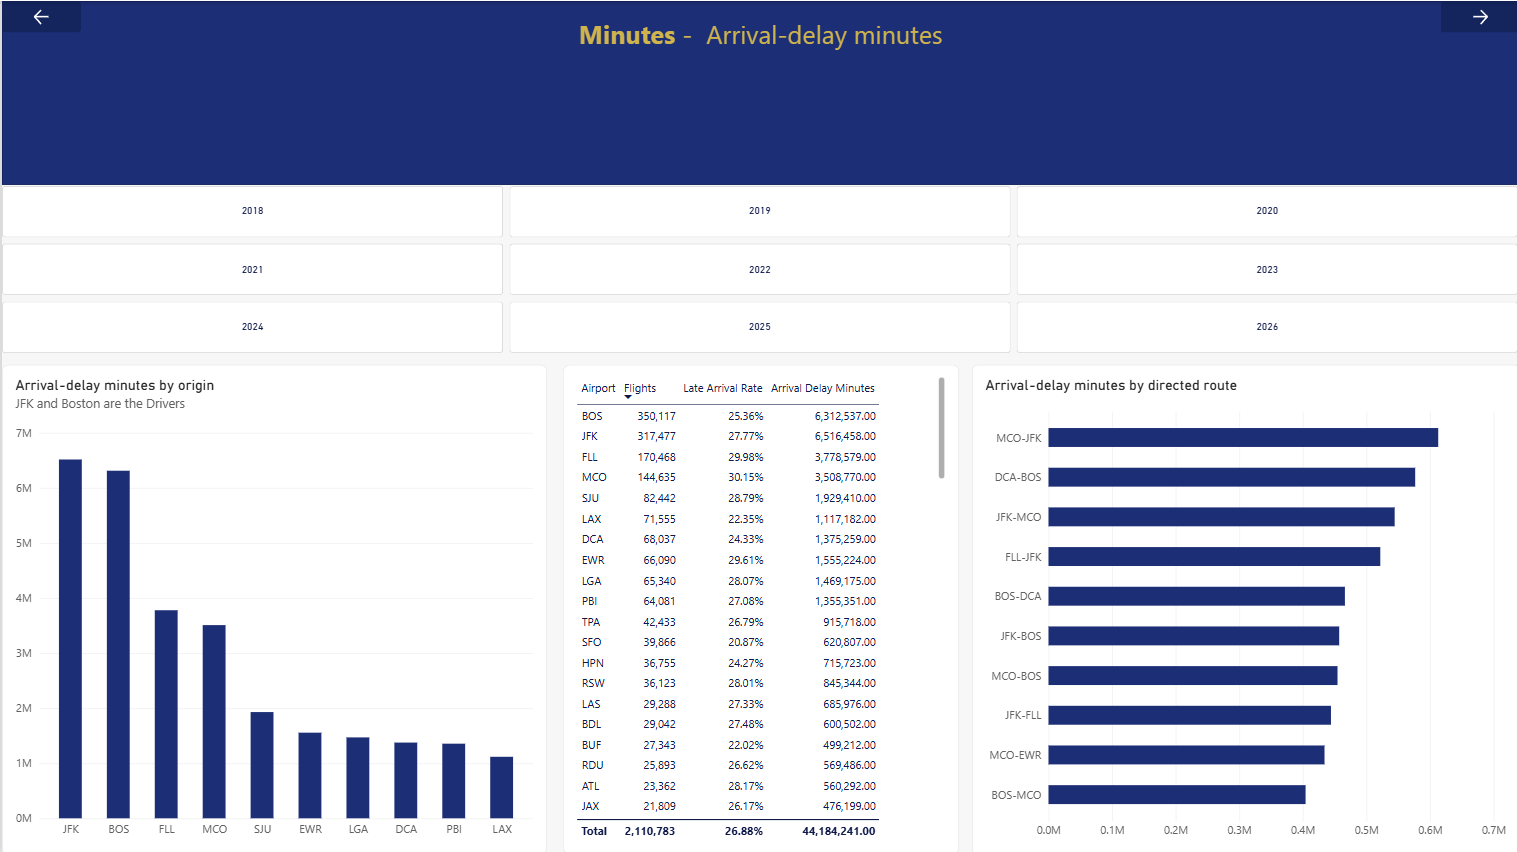 Minutes - Arrival-delay minutes
2018 2019 2020
2021 2022 2023
2024 2025 2026
Arrival-delay minutes by origin
JFK and Boston are the Drivers
7M
6M
5M
4M
3M
2M
1M
0M
JFK BOS FLL MCO SJU EWR LGA DCA PBI LAX
Airport Flights Late Arrival Rate Arrival Delay Minutes
BOS 350,117 25.36% 6,312,537.00
JFK 317,477 27.77% 6,516,458.00
FLL 170,468 29.98% 3,778,579.00
MCO 144,635 30.15% 3,508,770.00
SJU 82,442 28.79% 1,929,410.00
LAX 71,555 22.35% 1,117,182.00
DCA 68,037 24.33% 1,375,259.00
EWR 66,090 29.61% 1,555,224.00
LGA 65,340 28.07% 1,469,175.00
PBI 64,081 27.08% 1,355,351.00
TPA 42,433 26.79% 915,718.00
SFO 39,866 20.87% 620,807.00
HPN 36,755 24.27% 715,723.00
RSW 36,123 28.01% 845,344.00
LAS 29,288 27.33% 685,976.00
BDL 29,042 27.48% 600,502.00
BUF 27,343 22.02% 499,212.00
RDU 25,893 26.62% 569,486.00
ATL 23,362 28.17% 560,292.00
JAX 21,809 26.17% 476,199.00
Total 2,110,783 26.88% 44,184,241.00
Arrival-delay minutes by directed route
MCO-JFK
DCA-BOS
JFK-MCO
FLL-JFK
BOS-DCA
JFK-BOS
MCO-BOS
JFK-FLL
MCO-EWR
BOS-MCO
0.0M 0.1M 0.2M 0.3M 0.4M 0.5M 0.6M 0.7M